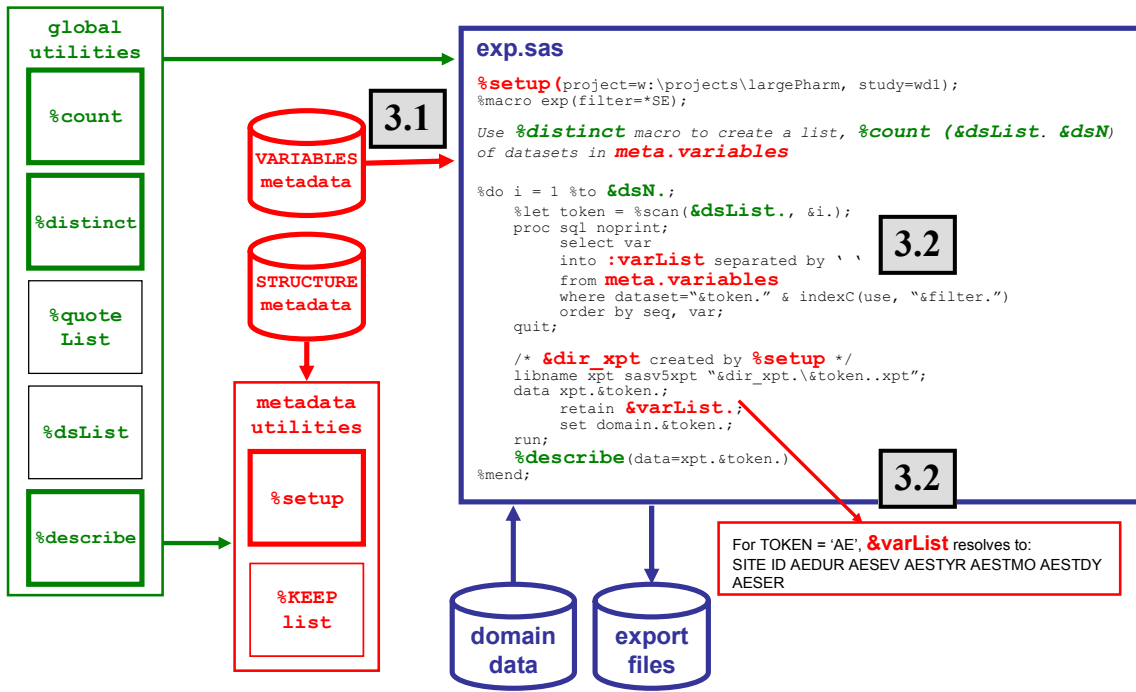 global
utilities
%count
%distinct
%quote
List
%dsList
%describe
VARIABLES
metadata
STRUCTURE
metadata
metadata
utilities
%setup
%KEEP
list
3.1
exp.sas
%setup(project=w:\projects\largePharm, study=wd1);
%macro exp(filter=*SE);
Use %distinct macro to create a list, %count (&dsList. &dsN)
of datasets in meta.variables
%do i = 1 %to &dsN.;
%let token = %scan(&dsList., &i.);
proc sql noprint;
select var
into :varList separated by ‘ ‘
from meta.variables
where dataset=“&token.” & indexC(use, “&filter.”)
order by seq, var;
quit;
3.2
/* &dir_xpt created by %setup */
libname xpt sasv5xpt “&dir_xpt.\&token..xpt”;
data xpt.&token.;
retain &varList.;
set domain.&token.;
run;
%describe(data=xpt.&token.)
%mend;
3.2
For TOKEN = ‘AE’, &varList resolves to:
SITE ID AEDUR AESEV AESTYR AESTMO AESTDY
AESER
domain
data
export
files